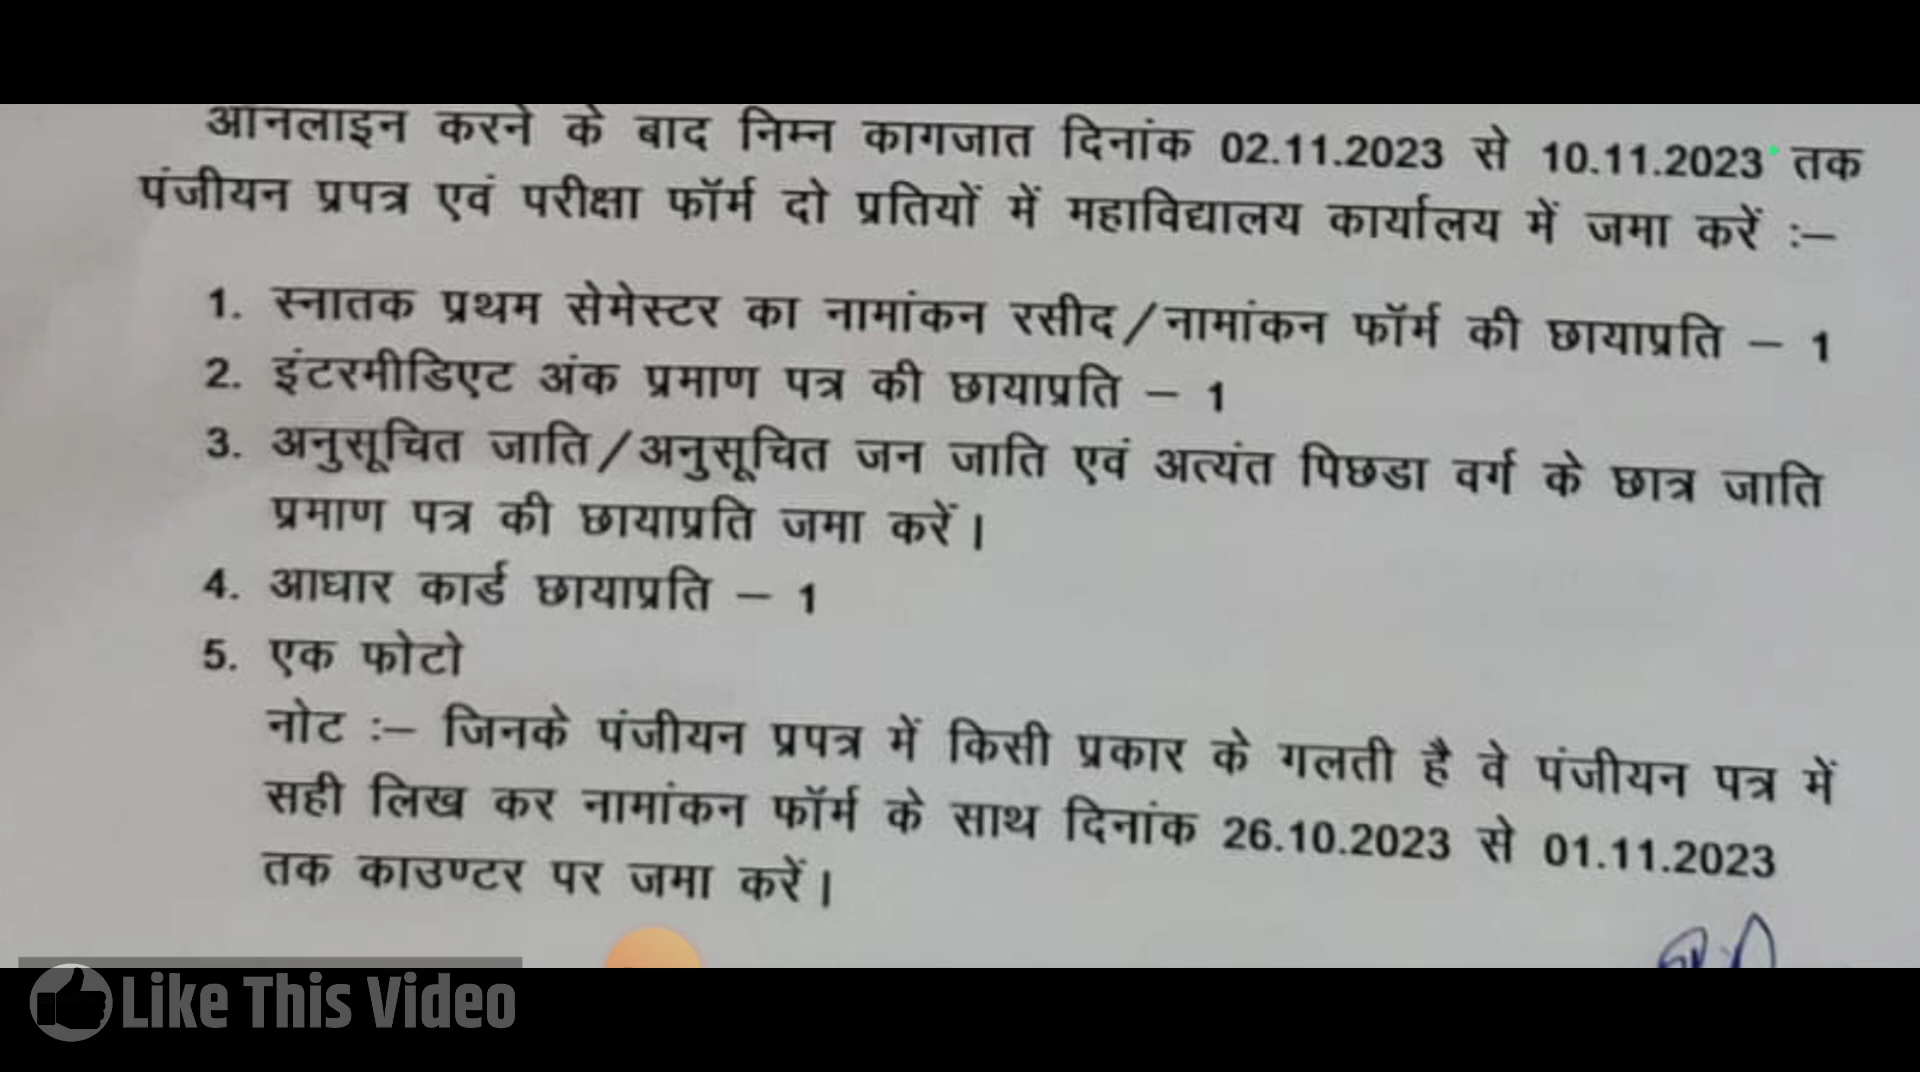 ऑनलाइन करने के बाद निम्न कागजात दिनांक 02.11.2023 से 10.11.2023 तक
पंजीयन प्रपत्र एवं परीक्षा फॉर्म दो प्रतियों में महाविद्यालय कार्यालय में जमा करें :–
1. स्नातक प्रथम सेमेस्टर का नामांकन रसीद/नामांकन फॉर्म की छायाप्रति – 1
2. इंटरमीडिएट अंक प्रमाण पत्र की छायाप्रति – 1
3. अनुसूचित जाति/अनुसूचित जन जाति एवं अत्यंत पिछडा वर्ग के छात्र जाति
प्रमाण पत्र की छायाप्रति जमा करें।
4. आधार कार्ड छायाप्रति – 1
5. एक फोटो
नोट :– जिनके पंजीयन प्रपत्र में किसी प्रकार के गलती है वे पंजीयन पत्र में
सही लिख कर नामांकन फॉर्म के साथ दिनांक 26.10.2023 से 01.11.2023
तक काउण्टर पर जमा करें।
Like This Video